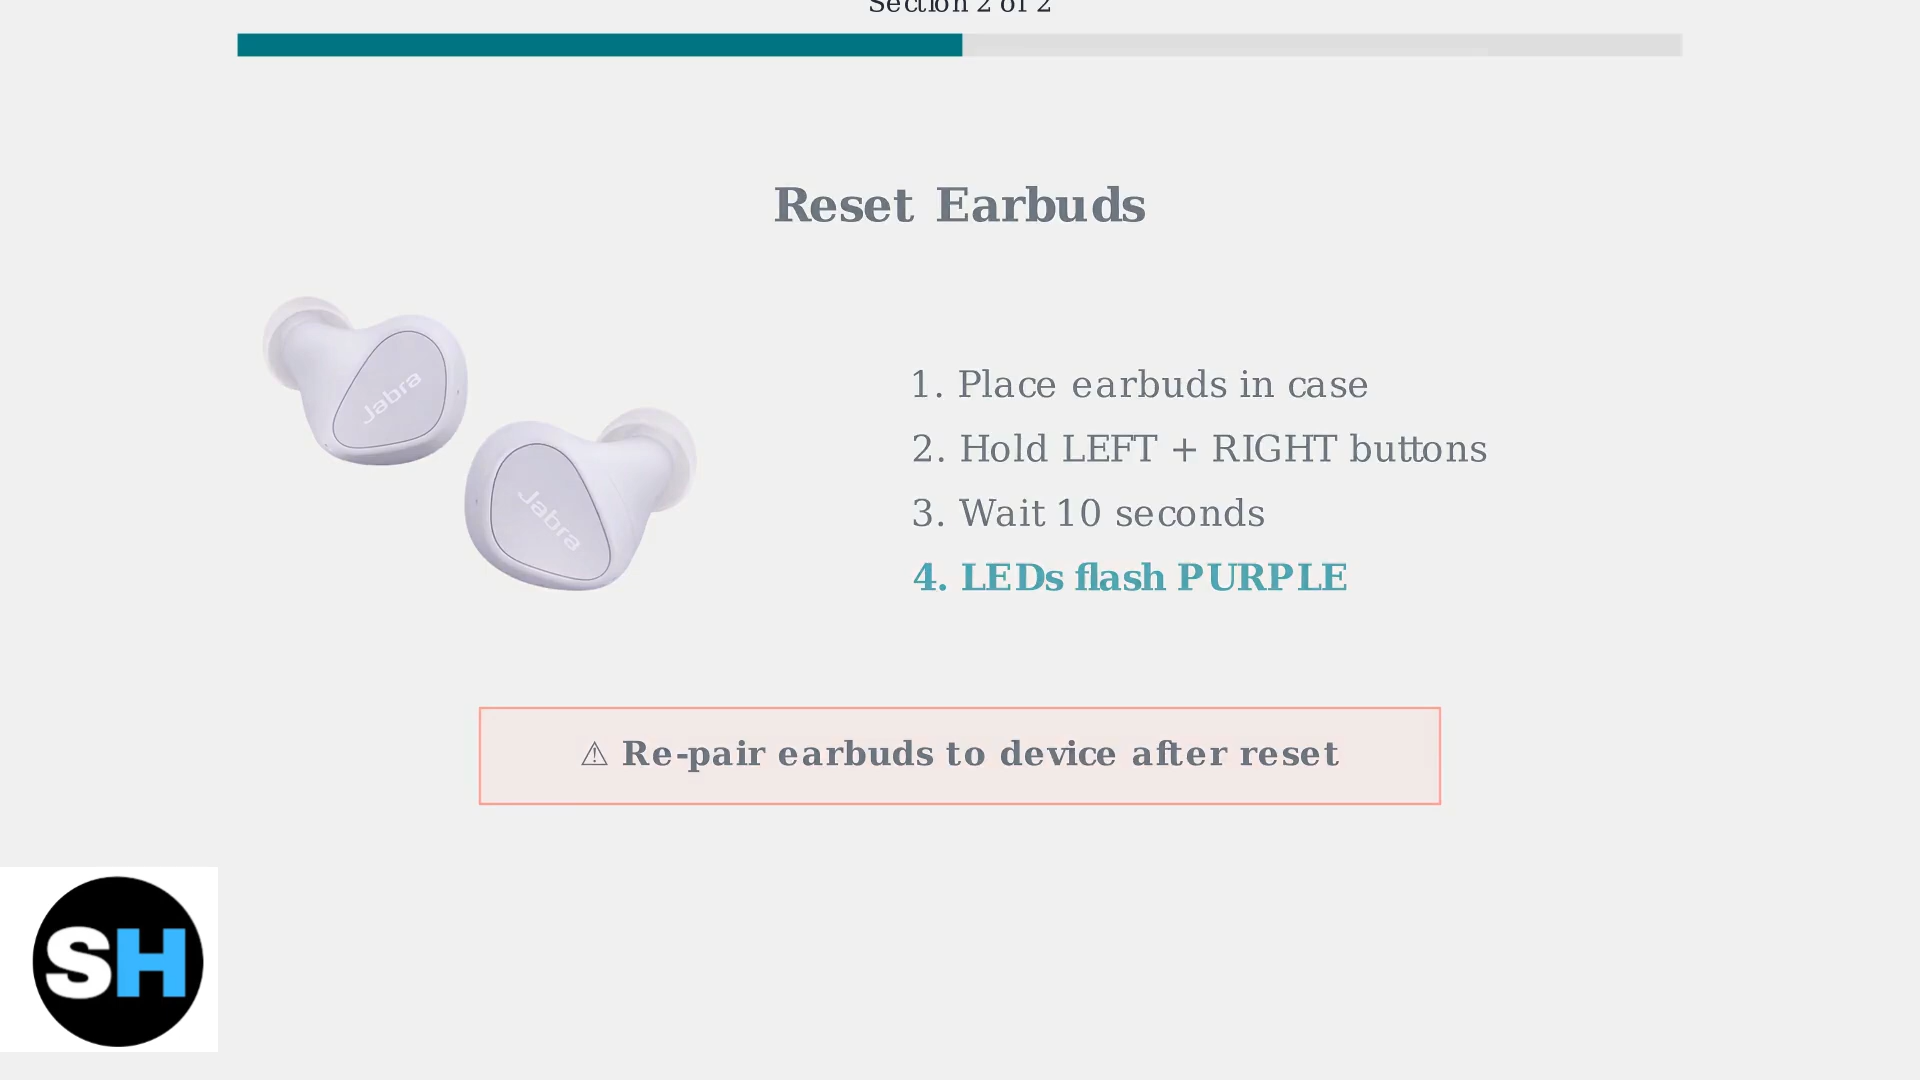 Section 2 of 2
Reset Earbuds
Jabra
Jabra
1. Place earbuds in case
2. Hold LEFT + RIGHT buttons
3. Wait 10 seconds
4. LEDs flash PURPLE
⚠ Re-pair earbuds to device after reset
SH